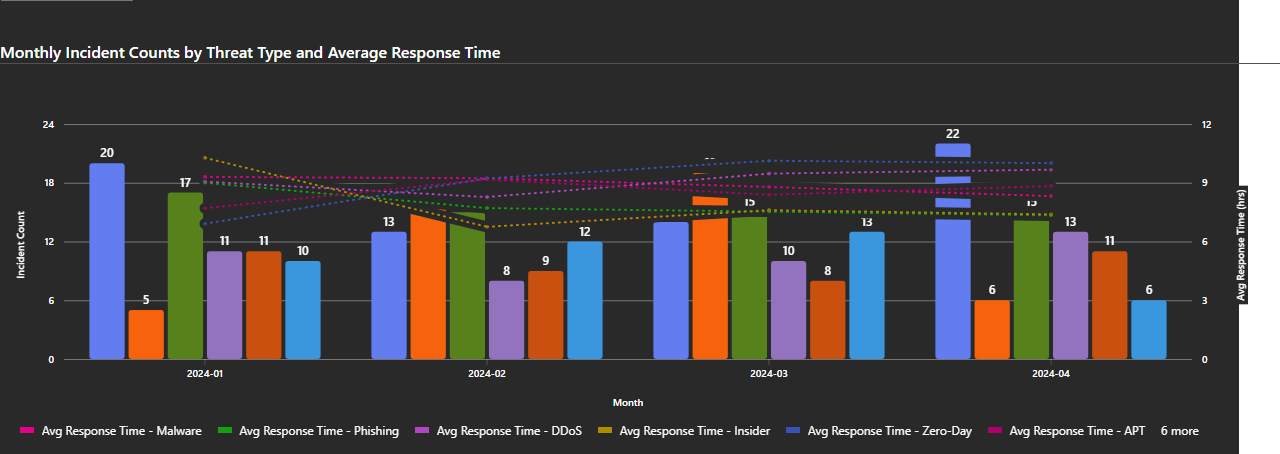 Monthly Incident Counts by Threat Type and Average Response Time
24
18
12
6
0
Incident Count
12
9
6
3
0
Avg Response Time (hrs)
20
5
17
11
11
10
13
8
9
12
10
8
13
22
6
13
11
6
2024-01
2024-02
2024-03
2024-04
Month
Avg Response Time - Malware
Avg Response Time - Phishing
Avg Response Time - DDoS
Avg Response Time - Insider
Avg Response Time - Zero-Day
Avg Response Time - APT
6 more